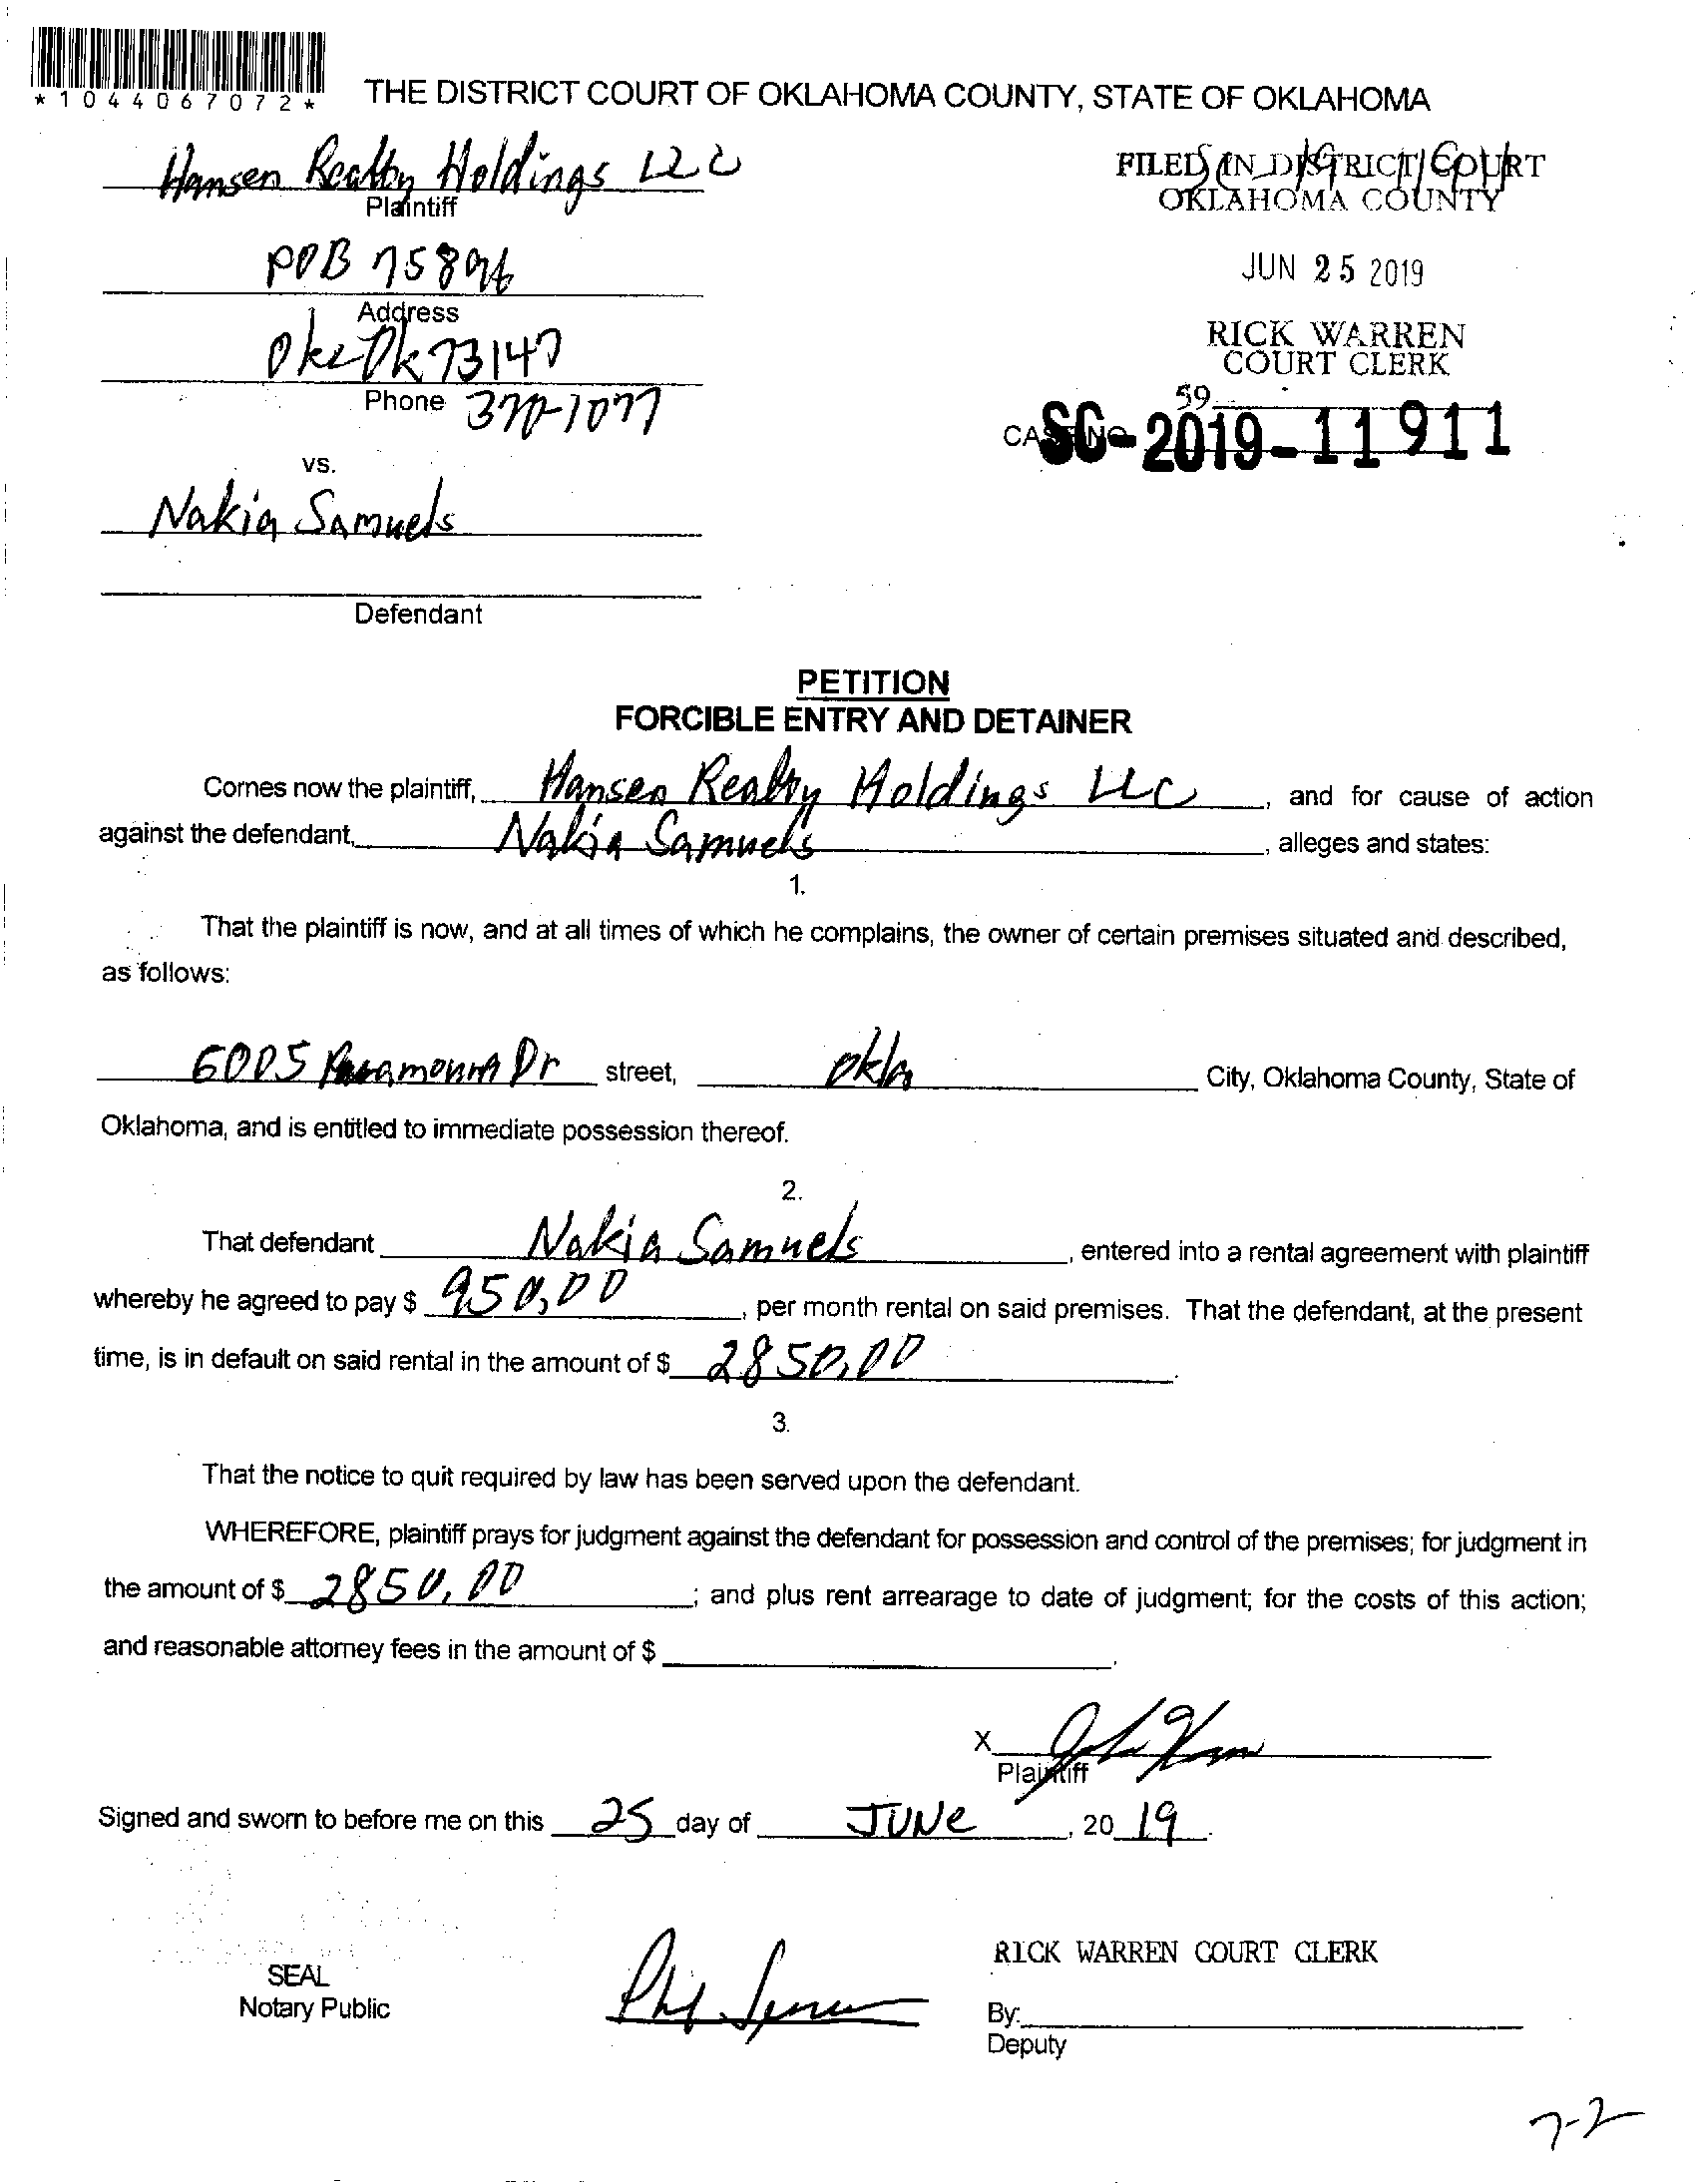 *1044067072*
THE DISTRICT COURT OF OKLAHOMA COUNTY, STATE OF OKLAHOMA
Hansen Realty Holdings LLC
Plaintiff
FILED IN DISTRICT COURT
OKLAHOMA COUNTY
POB 75896
Address
JUN 25 2019
RICK WARREN
COURT CLERK
Okc Ok 73147
Phone 370-1077
59
CASE NO.
SC-2019-11911
vs.
Nakia Samuels
Defendant
PETITION
FORCIBLE ENTRY AND DETAINER
Comes now the plaintiff, Hansen Realty Holdings LLC, and for cause of action
against the defendant, Nakia Samuels, alleges and states:
1.
That the plaintiff is now, and at all times of which he complains, the owner of certain premises situated and described,
as follows:
6005 Paramount Dr street, okla City, Oklahoma County, State of
Oklahoma, and is entitled to immediate possession thereof.
2.
That defendant Nakia Samuels, entered into a rental agreement with plaintiff
whereby he agreed to pay $ 950.00, per month rental on said premises. That the defendant, at the present
time, is in default on said rental in the amount of $ 2850.00.
3.
That the notice to quit required by law has been served upon the defendant.
WHEREFORE, plaintiff prays for judgment against the defendant for possession and control of the premises; for judgment in
the amount of $ 2850.00; and plus rent arrearage to date of judgment; for the costs of this action;
and reasonable attorney fees in the amount of $ .
X
Plaintiff
Signed and sworn to before me on this 25 day of JUNe, 20 19.
RICK WARREN COURT CLERK
SEAL
Notary Public
By:
Deputy
7-2